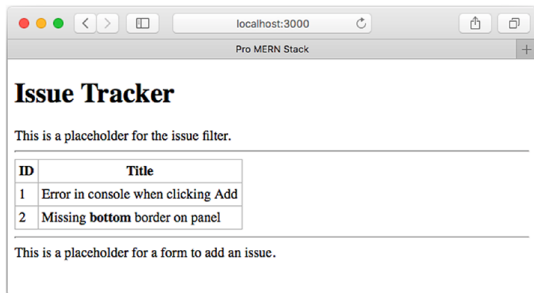 localhost:3000
Pro MERN Stack
Issue Tracker
This is a placeholder for the issue filter.
ID Title
1 Error in console when clicking Add
2 Missing bottom border on panel
This is a placeholder for a form to add an issue.